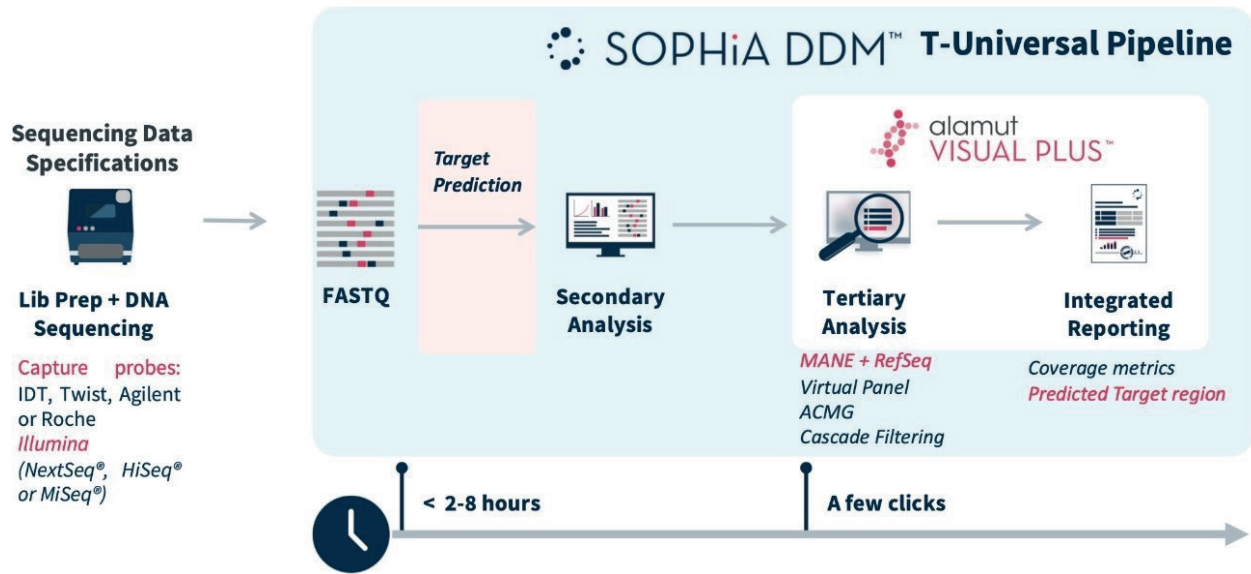 SOPHiA DDM™ T-Universal Pipeline
Sequencing Data
Specifications
Lib Prep + DNA
Sequencing
Capture probes:
IDT, Twist, Agilent
or Roche
Illumina
(NextSeq®, HiSeq®
or MiSeq®)
FASTQ
Target
Prediction
Secondary
Analysis
alamut
VISUAL PLUS™
Tertiary
Analysis
MANE + RefSeq
Virtual Panel
ACMG
Cascade Filtering
Integrated
Reporting
Coverage metrics
Predicted Target region
< 2-8 hours
A few clicks